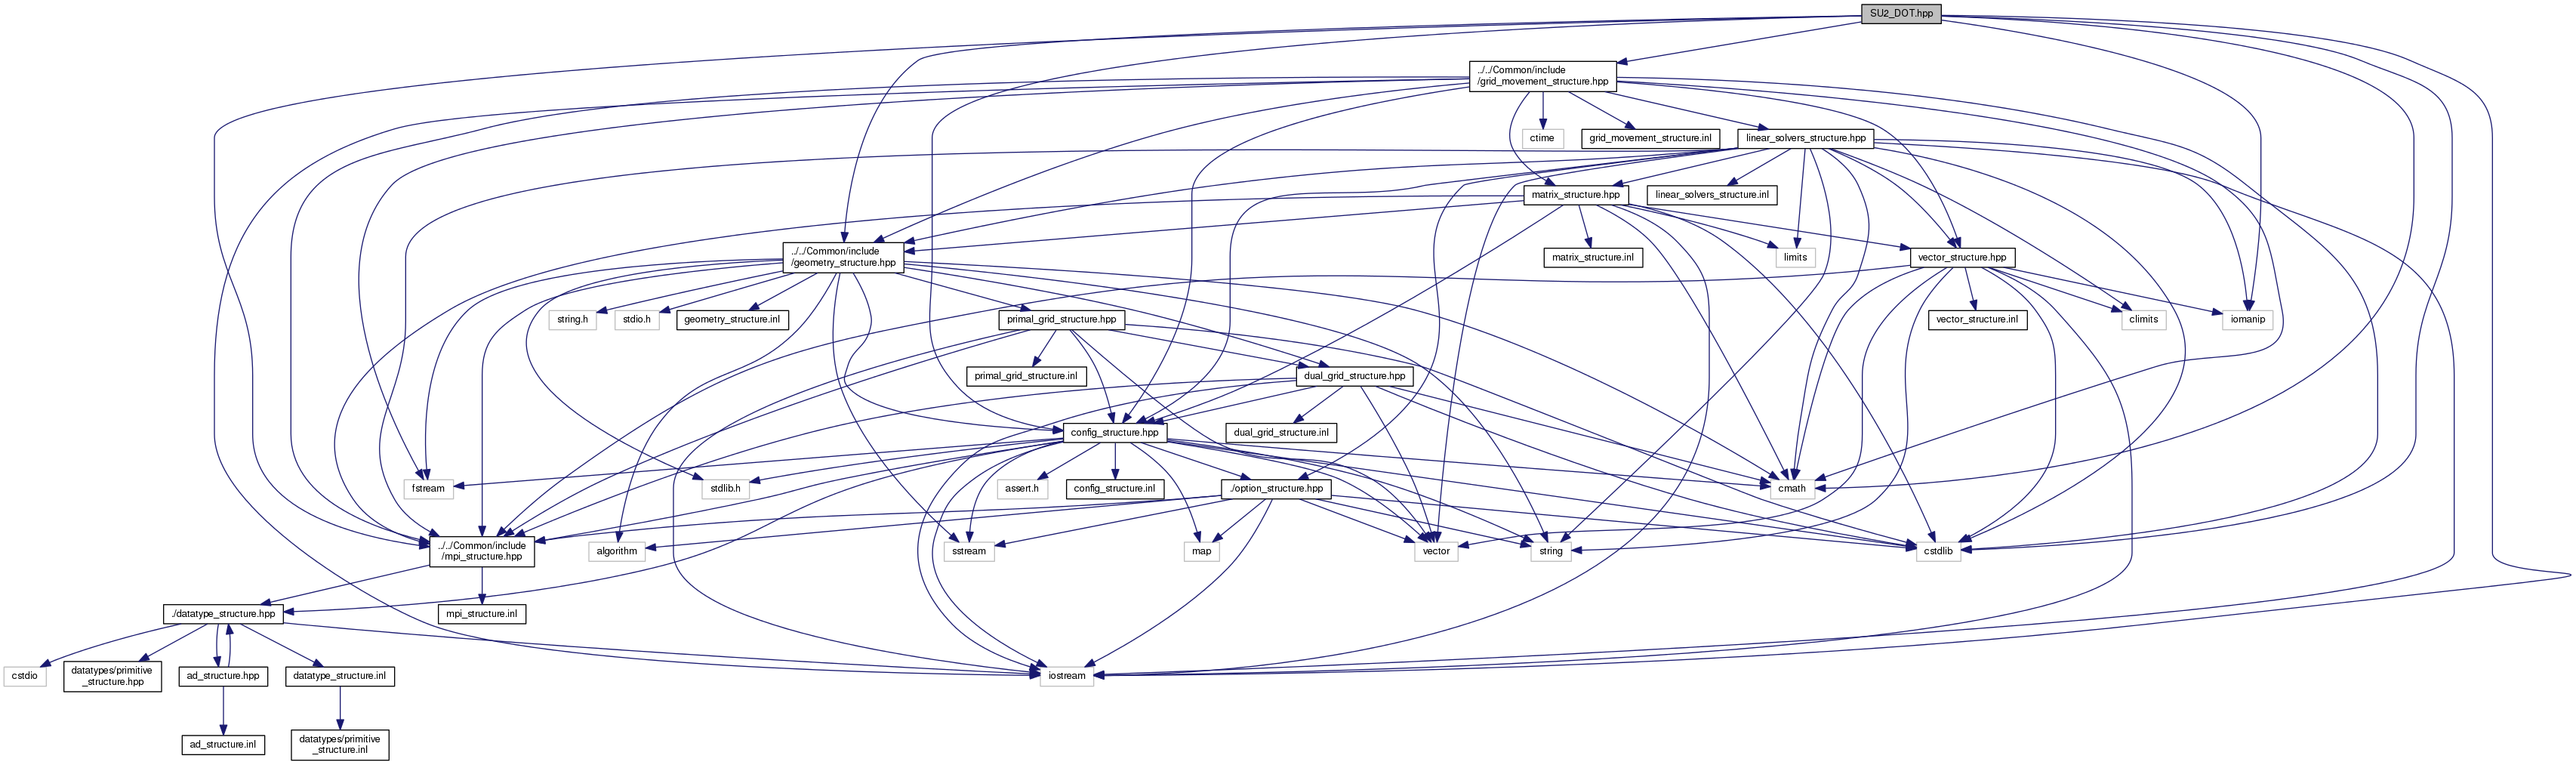 SU2_DOT.hpp
../../Common/include
/grid_movement_structure.hpp
ctime
grid_movement_structure.inl
linear_solvers_structure.hpp
matrix_structure.hpp
linear_solvers_structure.inl
../../Common/include
/geometry_structure.hpp
matrix_structure.inl
limits
vector_structure.hpp
string.h
stdio.h
geometry_structure.inl
primal_grid_structure.hpp
vector_structure.inl
climits
iomanip
primal_grid_structure.inl
dual_grid_structure.hpp
config_structure.hpp
dual_grid_structure.inl
fstream
stdlib.h
assert.h
config_structure.inl
./option_structure.hpp
cmath
../../Common/include
/mpi_structure.hpp
algorithm
sstream
map
vector
string
cstdlib
./datatype_structure.hpp
mpi_structure.inl
cstdio
datatypes/primitive
_structure.hpp
ad_structure.hpp
datatype_structure.inl
iostream
ad_structure.inl
datatypes/primitive
_structure.inl